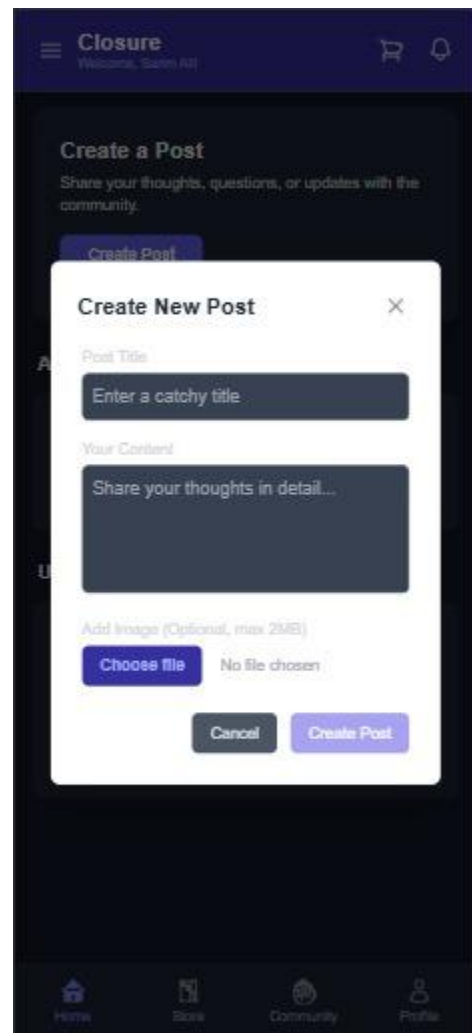 Closure
Welcome, Sarim Ali!
Create a Post
Share your thoughts, questions, or updates with the
community.
Create Post
Create New Post
Post Title
Enter a catchy title
Your Content
Share your thoughts in detail...
Add Image (Optional, max 2MB)
Choose file
No file chosen
Cancel
Create Post
A
U
Home
Store
Community
Profile